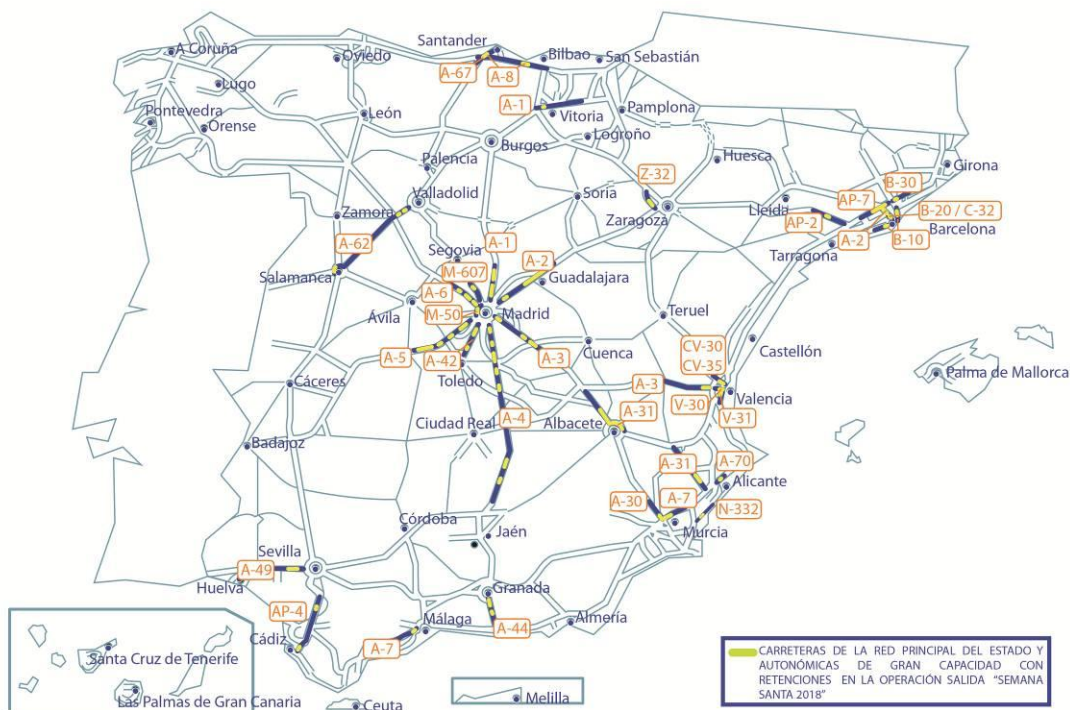 Santander
A Coruña
Oviedo
Bilbao
San Sebastián
A-67
A-8
Lugo
A-1
Pontevedra
León
Vitoria
Pamplona
Orense
Logroño
Burgos
Palencia
Huesca
Girona
Z-32
B-30
Valladolid
Soria
AP-7
Zamora
Zaragoza
Lleida
B-20 / C-32
AP-2
Barcelona
A-62
Segovia
A-1
A-2
A-2
B-10
Tarragona
Salamanca
M-607
Guadalajara
A-6
Ávila
M-50
Madrid
Teruel
CV-30
Castellón
A-5
A-42
A-3
Cuenca
CV-35
Toledo
Palma de Mallorca
Cáceres
A-3
V-30
Valencia
A-4
Albacete
A-31
V-31
Ciudad Real
Badajoz
A-31
A-70
Alicante
A-30
A-7
N-332
Córdoba
Murcia
Jaén
Sevilla
A-49
Huelva
Granada
AP-4
Málaga
Almería
A-44
Cádiz
A-7
Santa Cruz de Tenerife
Las Palmas de Gran Canaria
Ceuta
Melilla
CARRETERAS DE LA RED PRINCIPAL DEL ESTADO Y
AUTONÓMICAS DE GRAN CAPACIDAD CON
RETENCIONES EN LA OPERACIÓN SALIDA "SEMANA
SANTA 2018"